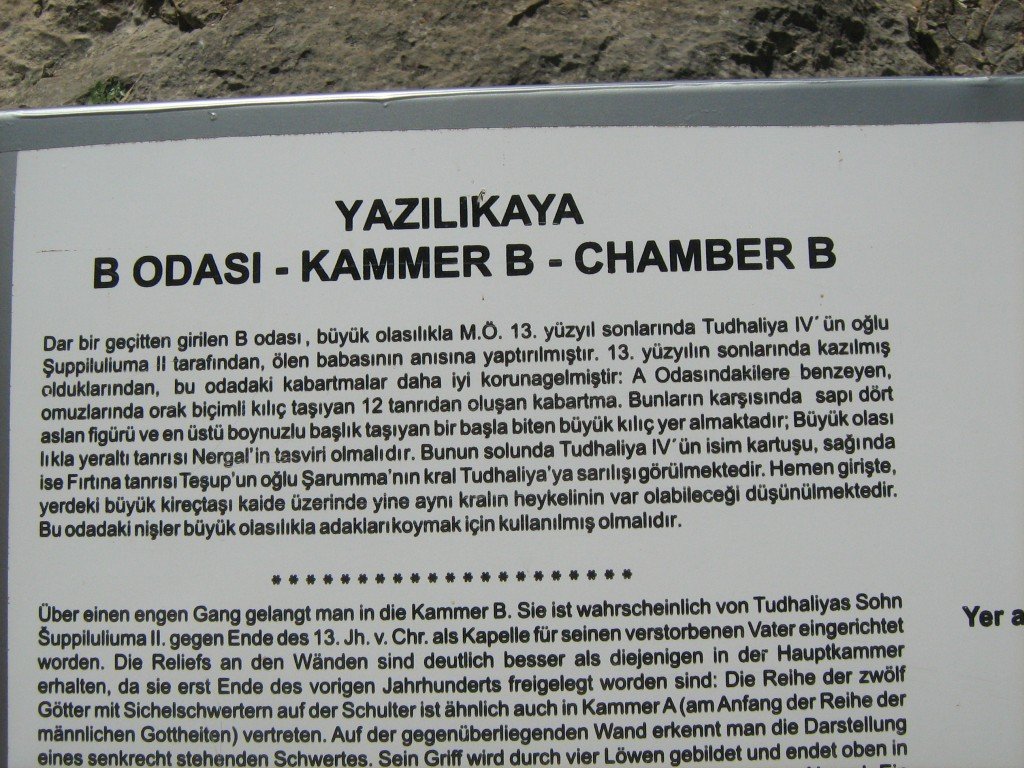 YAZILIKAYA
B ODASI - KAMMER B - CHAMBER B
Dar bir geçitten girilen B odası, büyük olasılıkla M.Ö. 13. yüzyıl sonlarında Tudhaliya IV´ün oğlu
Şuppiluliuma II tarafından, ölen babasının anısına yaptırılmıştır. 13. yüzyılın sonlarında kazılmış
olduklarından, bu odadaki kabartmalar daha iyi korunagelmiştir: A Odasındakilere benzeyen,
omuzlarında orak biçimli kılıç taşıyan 12 tanrıdan oluşan kabartma. Bunların karşısında sapı dört
aslan figürü ve en üstü boynuzlu başlık taşıyan bir başla biten büyük kılıç yer almaktadır; Büyük olası
lıkla yeraltı tanrısı Nergal'in tasviri olmalıdır. Bunun solunda Tudhaliya IV´ün isim kartuşu, sağında
ise Fırtına tanrısı Teşup'un oğlu Şarumma'nın kral Tudhaliya'ya sarılışı görülmektedir. Hemen girişte,
yerdeki büyük kireçtaşı kaide üzerinde yine aynı kralın heykelinin var olabileceği düşünülmektedir.
Bu odadaki nişler büyük olasılıkla adakları koymak için kullanılmış olmalıdır.
* * * * * * * * * * * * * * * * * * * * *
Über einen engen Gang gelangt man in die Kammer B. Sie ist wahrscheinlich von Tudhaliyas Sohn
Šuppiluliuma II. gegen Ende des 13. Jh. v. Chr. als Kapelle für seinen verstorbenen Vater eingerichtet
worden. Die Reliefs an den Wänden sind deutlich besser als diejenigen in der Hauptkammer
erhalten, da sie erst Ende des vorigen Jahrhunderts freigelegt worden sind: Die Reihe der zwölf
Götter mit Sichelschwertern auf der Schulter ist ähnlich auch in Kammer A (am Anfang der Reihe der
männlichen Gottheiten) vertreten. Auf der gegenüberliegenden Wand erkennt man die Darstellung
eines senkrecht stehenden Schwertes. Sein Griff wird durch vier Löwen gebildet und endet oben in
Yer a